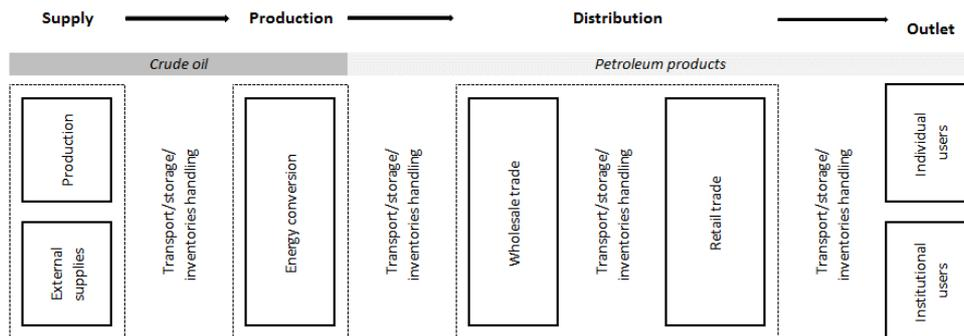 Supply
Production
Distribution
Outlet
Crude oil
Petroleum products
Production
External
supplies
Transport/storage/
inventories handling
Energy conversion
Transport/storage/
inventories handling
Wholesale trade
Transport/storage/
inventories handling
Retail trade
Transport/storage/
inventories handling
Individual
users
Institutional
users